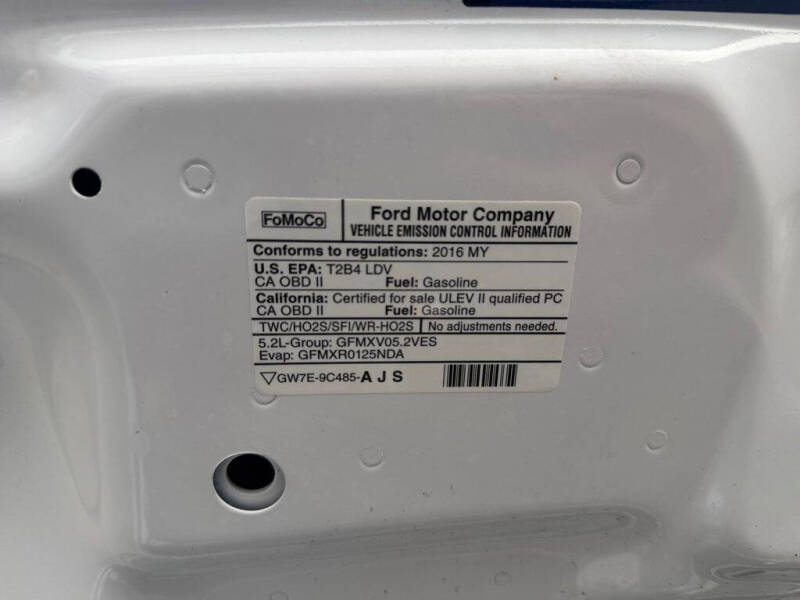 FoMoCo
Ford Motor Company
VEHICLE EMISSION CONTROL INFORMATION
Conforms to regulations: 2016 MY
U.S. EPA: T2B4 LDV
CA OBD II Fuel: Gasoline
California: Certified for sale ULEV II qualified PC
CA OBD II Fuel: Gasoline
TWC/HO2S/SFI/WR-HO2S No adjustments needed.
5.2L-Group: GFMXV05.2VES
Evap: GFMXR0125NDA
GW7E-9C485-A J S